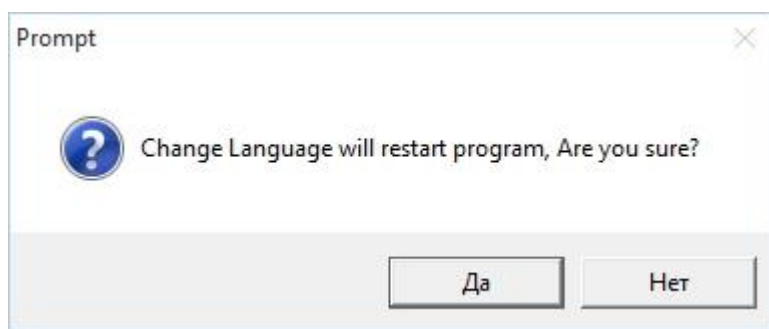 Prompt
Change Language will restart program, Are you sure?
Да
Нет